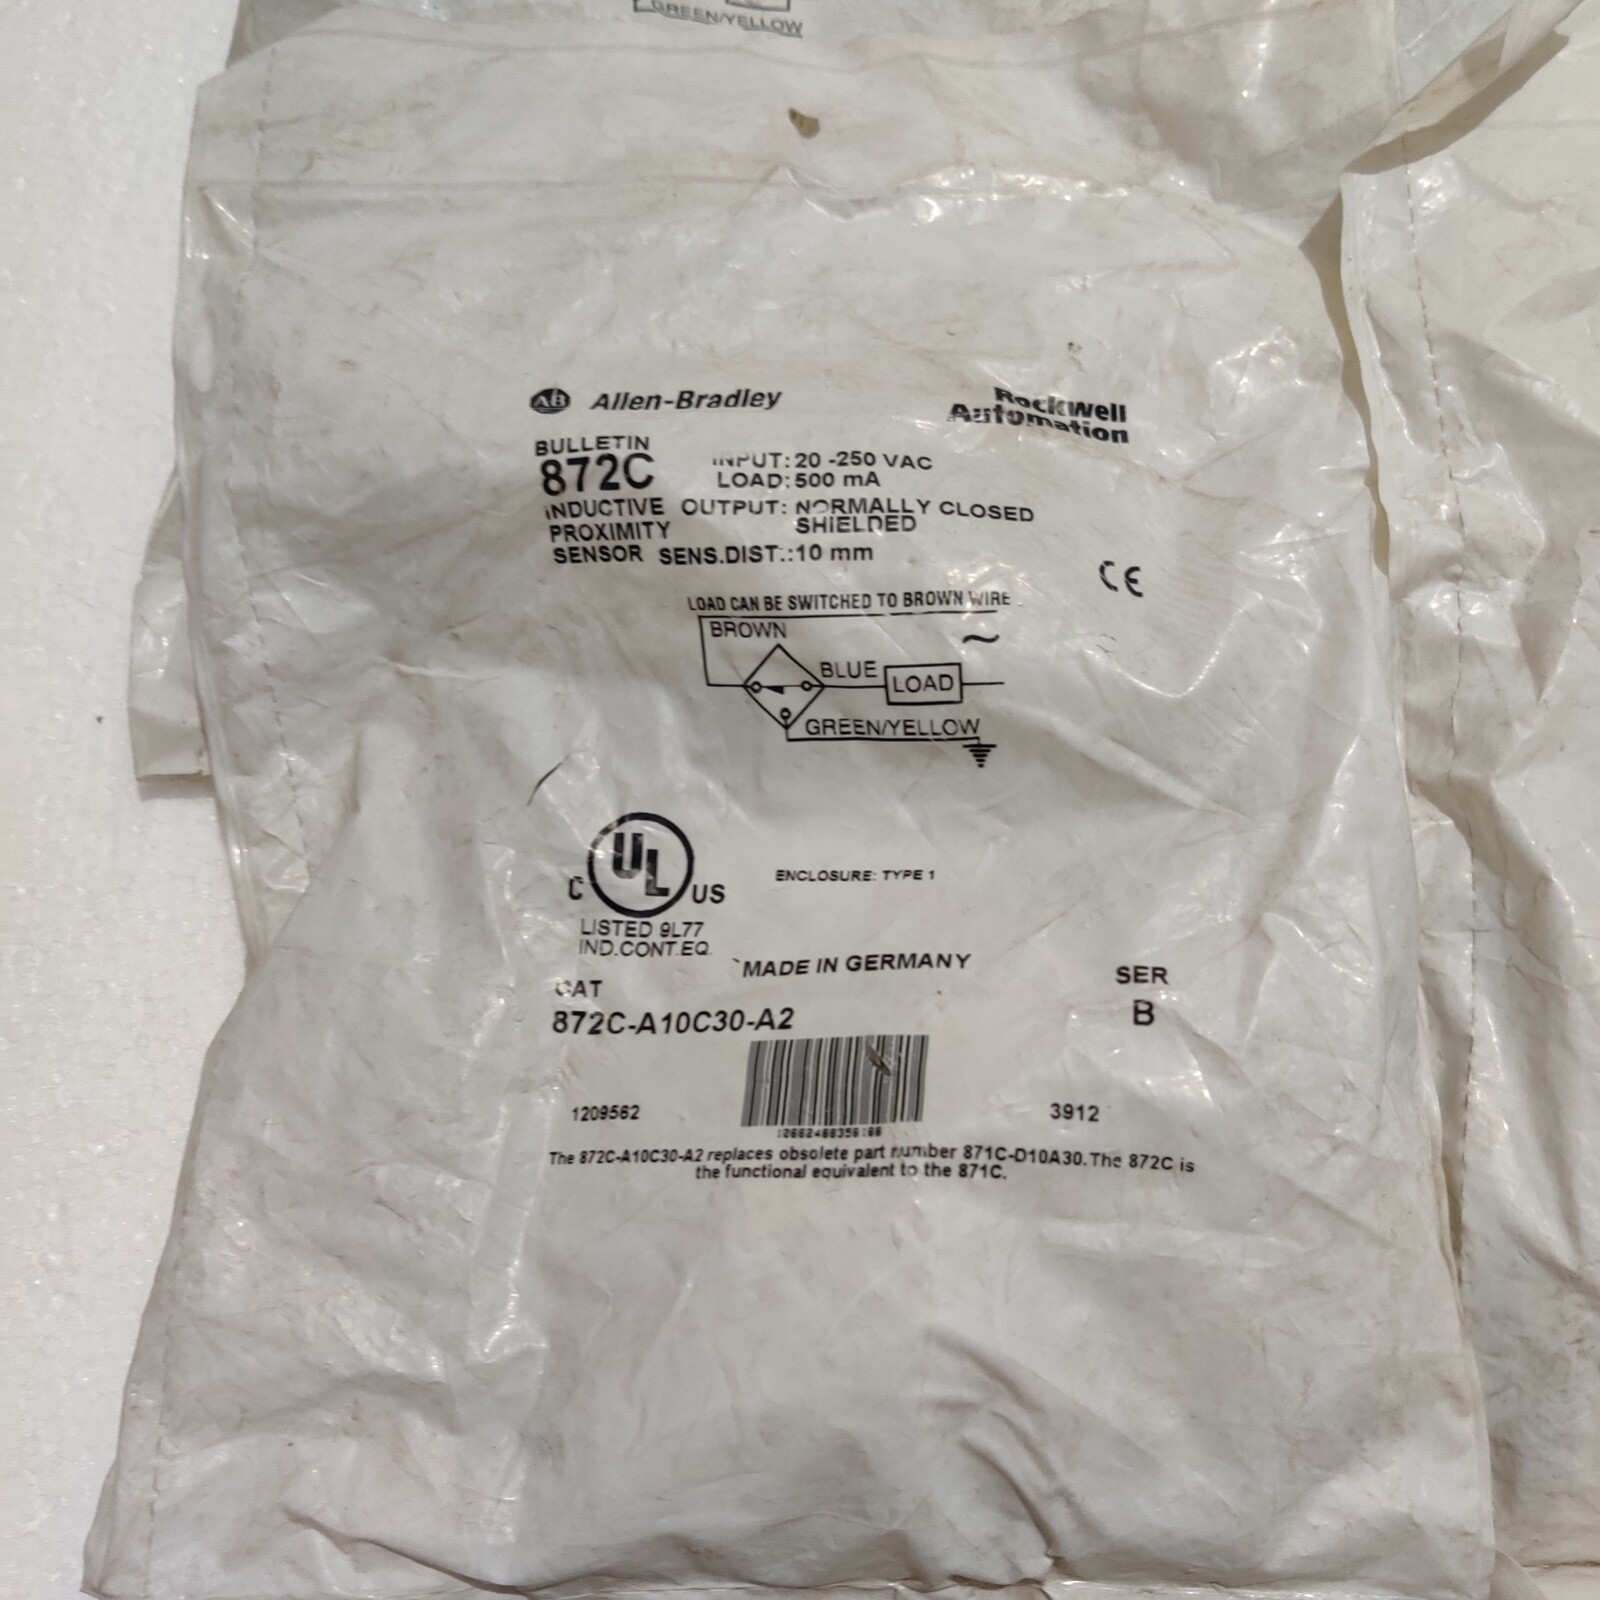 GREEN/YELLOW
AB Allen-Bradley
Rockwell
Automation
BULLETIN
872C
INDUCTIVE
PROXIMITY
SENSOR
INPUT: 20 -250 VAC
LOAD: 500 mA
OUTPUT: NORMALLY CLOSED
SHIELDED
SENS.DIST.: 10 mm
CE
LOAD CAN BE SWITCHED TO BROWN WIRE .
BROWN
~
BLUE
LOAD
GREEN/YELLOW
UL
C US
LISTED 9L77
IND.CONT.EQ.
ENCLOSURE: TYPE 1
MADE IN GERMANY
CAT
872C-A10C30-A2
SER
B
1209562
3912
The 872C-A10C30-A2 replaces obsolete part number 871C-D10A30. The 872C is
the functional equivalent to the 871C.